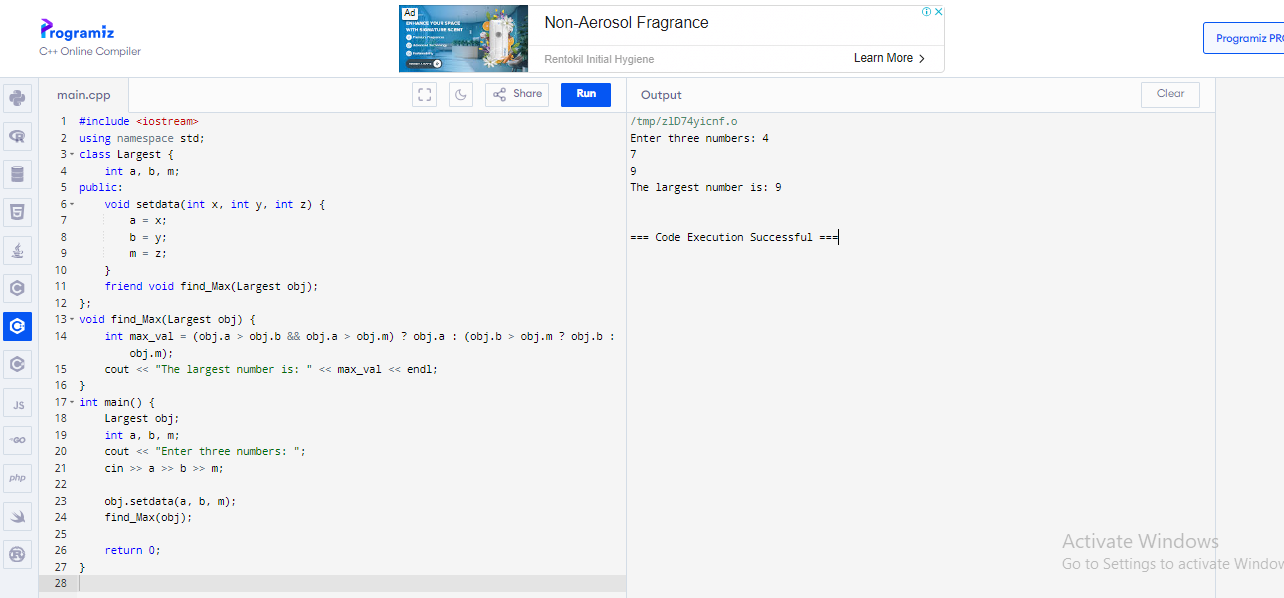 Programiz
C++ Online Compiler
Ad
ENHANCE YOUR SPACE
WITH SIGNATURE SCENT
Non-Aerosol Fragrance
Rentokil Initial Hygiene
Learn More
Programiz PRO
main.cpp
Share
Run
Output
Clear
1 #include <iostream>
2 using namespace std;
3 class Largest {
4 int a, b, m;
5 public:
6 void setdata(int x, int y, int z) {
7 a = x;
8 b = y;
9 m = z;
10 }
11 friend void find_Max(Largest obj);
12 };
13 void find_Max(Largest obj) {
14 int max_val = (obj.a > obj.b && obj.a > obj.m) ? obj.a : (obj.b > obj.m ? obj.b :
obj.m);
15 cout << "The largest number is: " << max_val << endl;
16 }
17 int main() {
18 Largest obj;
19 int a, b, m;
20 cout << "Enter three numbers: ";
21 cin >> a >> b >> m;
22
23 obj.setdata(a, b, m);
24 find_Max(obj);
25
26 return 0;
27 }
28
JS
GO
php
/tmp/zlD74yicnf.o
Enter three numbers: 4
7
9
The largest number is: 9
=== Code Execution Successful ===
Activate Windows
Go to Settings to activate Window